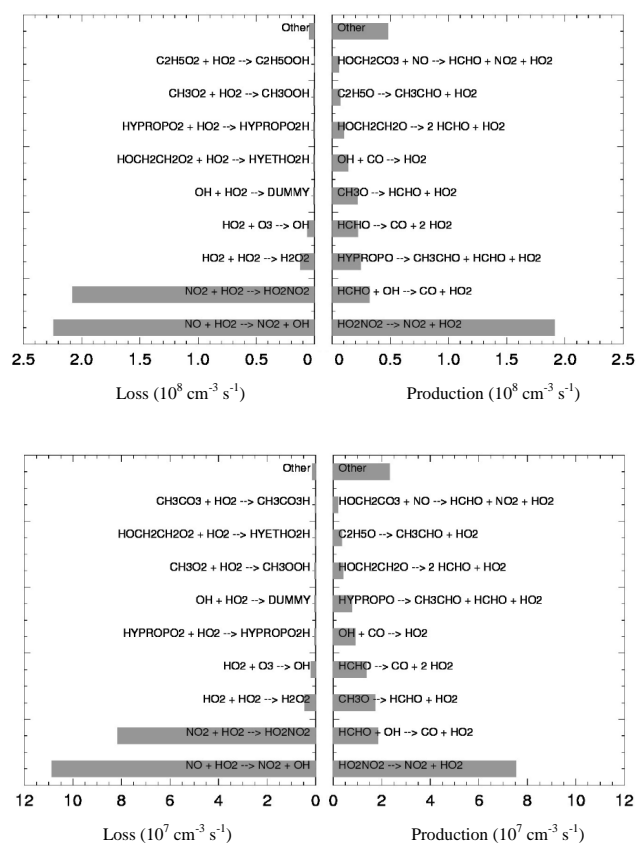 Other
C2H5O2 + HO2 --> C2H5OOH
CH3O2 + HO2 --> CH3OOH
HYPROPO2 + HO2 --> HYPROPO2H
HOCH2CH2O2 + HO2 --> HYETHO2H
OH + HO2 --> DUMMY
HO2 + O3 --> OH
HO2 + HO2 --> H2O2
NO2 + HO2 --> HO2NO2
NO + HO2 --> NO2 + OH
2.5 2.0 1.5 1.0 0.5 0
Loss (10⁸ cm⁻³ s⁻¹)
Other
HOCH2CO3 + NO --> HCHO + NO2 + HO2
C2H5O --> CH3CHO + HO2
HOCH2CH2O --> 2 HCHO + HO2
OH + CO --> HO2
CH3O --> HCHO + HO2
HCHO --> CO + 2 HO2
HYPROPO --> CH3CHO + HCHO + HO2
HCHO + OH --> CO + HO2
HO2NO2 --> NO2 + HO2
0 0.5 1.0 1.5 2.0 2.5
Production (10⁸ cm⁻³ s⁻¹)
Other
CH3CO3 + HO2 --> CH3CO3H
HOCH2CH2O2 + HO2 --> HYETHO2H
CH3O2 + HO2 --> CH3OOH
OH + HO2 --> DUMMY
HYPROPO2 + HO2 --> HYPROPO2H
HO2 + O3 --> OH
HO2 + HO2 --> H2O2
NO2 + HO2 --> HO2NO2
NO + HO2 --> NO2 + OH
12 10 8 6 4 2 0
Loss (10⁷ cm⁻³ s⁻¹)
Other
HOCH2CO3 + NO --> HCHO + NO2 + HO2
C2H5O --> CH3CHO + HO2
HOCH2CH2O --> 2 HCHO + HO2
HYPROPO --> CH3CHO + HCHO + HO2
OH + CO --> HO2
HCHO --> CO + 2 HO2
CH3O --> HCHO + HO2
HCHO + OH --> CO + HO2
HO2NO2 --> NO2 + HO2
0 2 4 6 8 10 12
Production (10⁷ cm⁻³ s⁻¹)